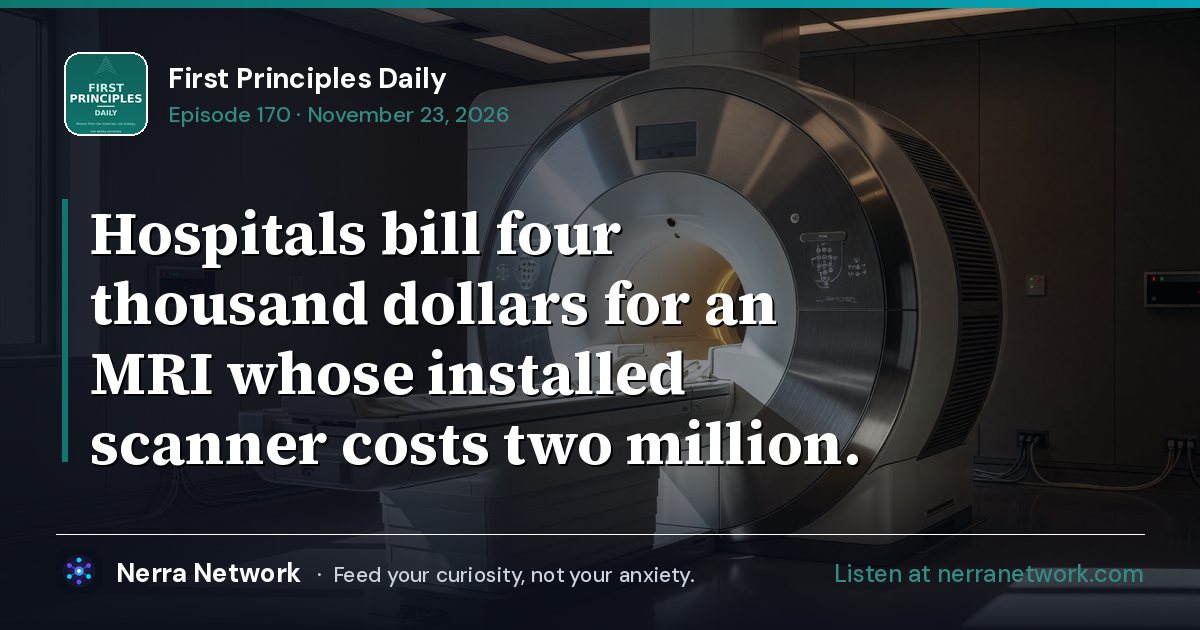 FIRST
PRINCIPLES
DAILY
First Principles Daily
Episode 170 · November 23, 2026
Hospitals bill four
thousand dollars for an
MRI whose installed
scanner costs two million.
Nerra Network · Feed your curiosity, not your anxiety.
Listen at nerranetwork.com